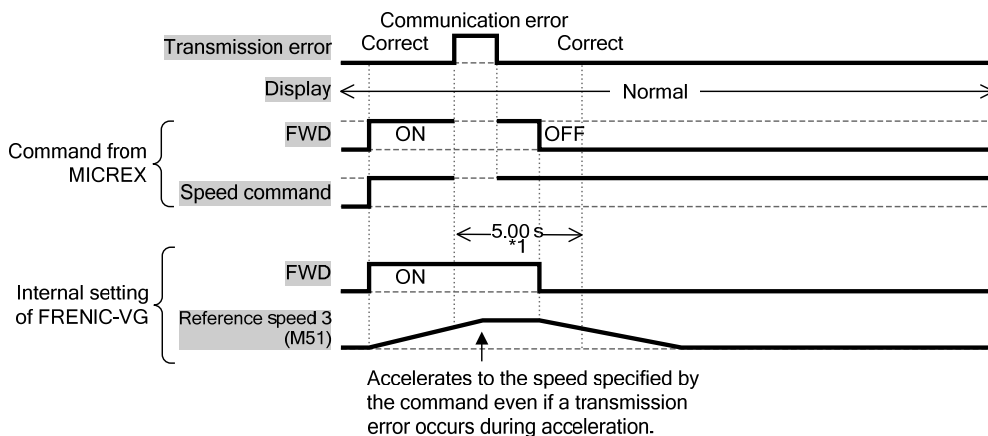 Communication error
Transmission error
Correct
Correct
Display
Normal
Command from
MICREX
FWD
ON
OFF
Speed command
5.00 s
*1
Internal setting
of FRENIC-VG
FWD
ON
Reference speed 3
(M51)
Accelerates to the speed specified by
the command even if a transmission
error occurs during acceleration.